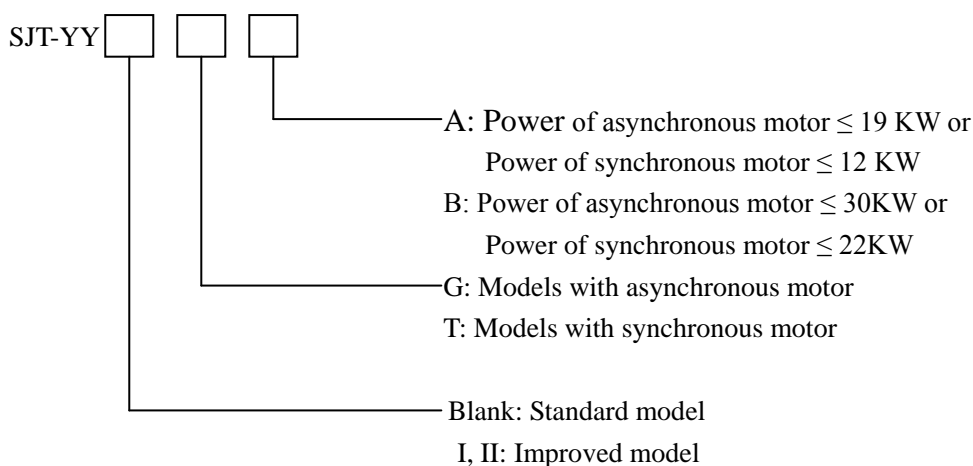 SJT-YY
A: Power of asynchronous motor ≤ 19 KW or
Power of synchronous motor ≤ 12 KW
B: Power of asynchronous motor ≤ 30KW or
Power of synchronous motor ≤ 22KW
G: Models with asynchronous motor
T: Models with synchronous motor
Blank: Standard model
I, II: Improved model